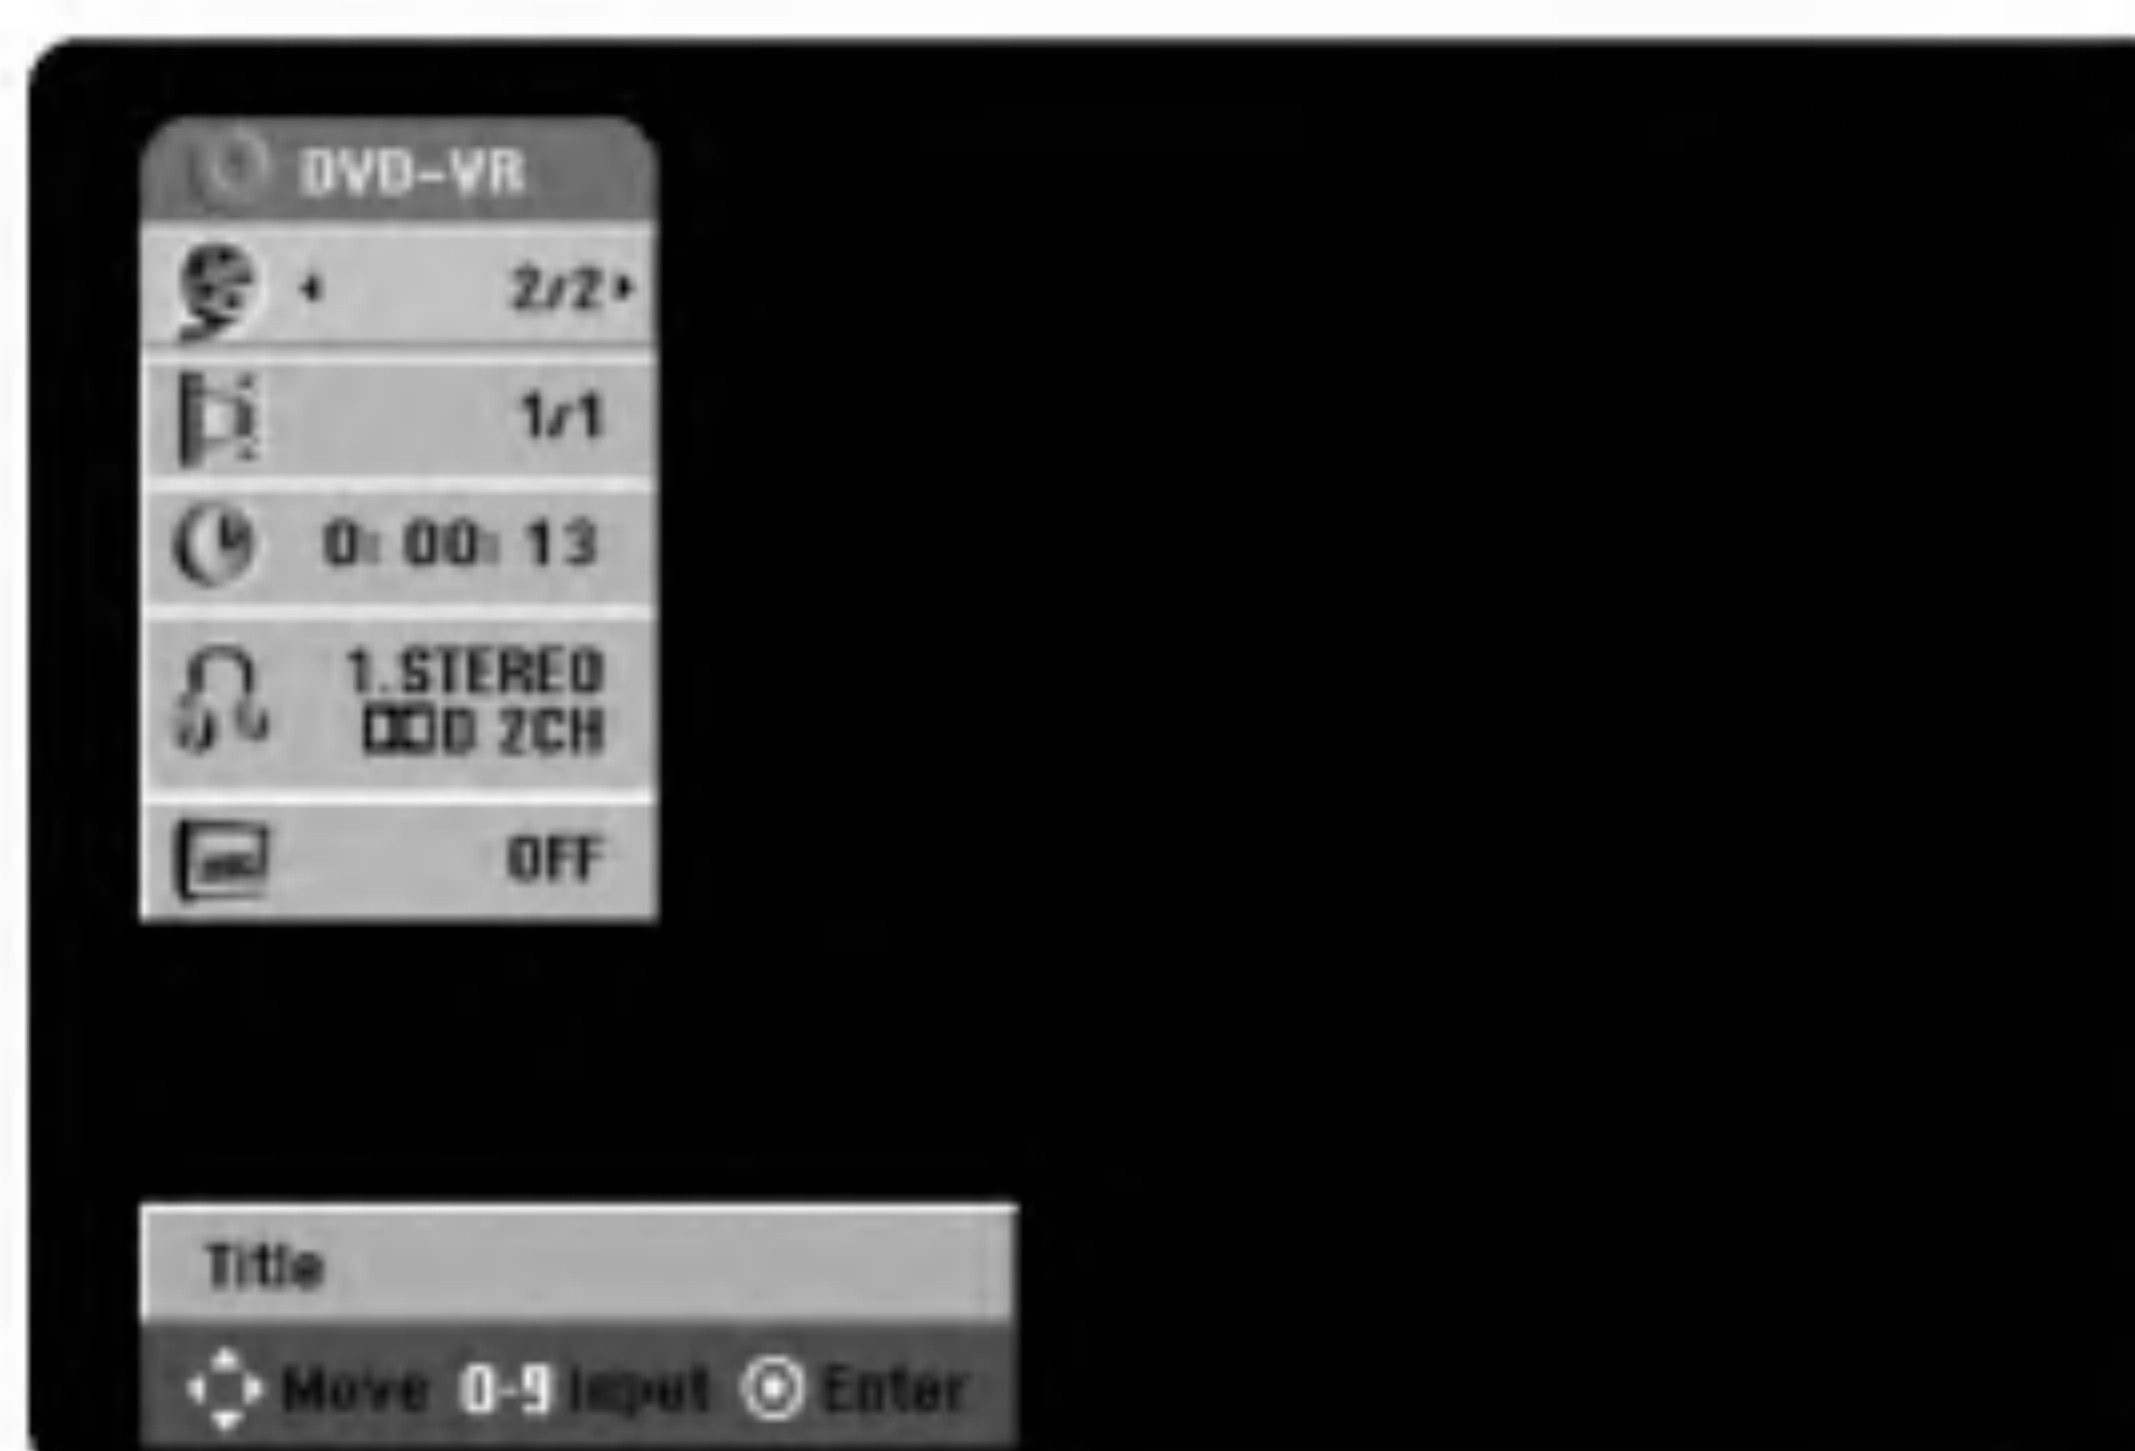 DVD-VR
2/2
1/1
0: 00: 13
1.STEREO
D 2CH
OFF
Title
Move 0-9 Input Enter